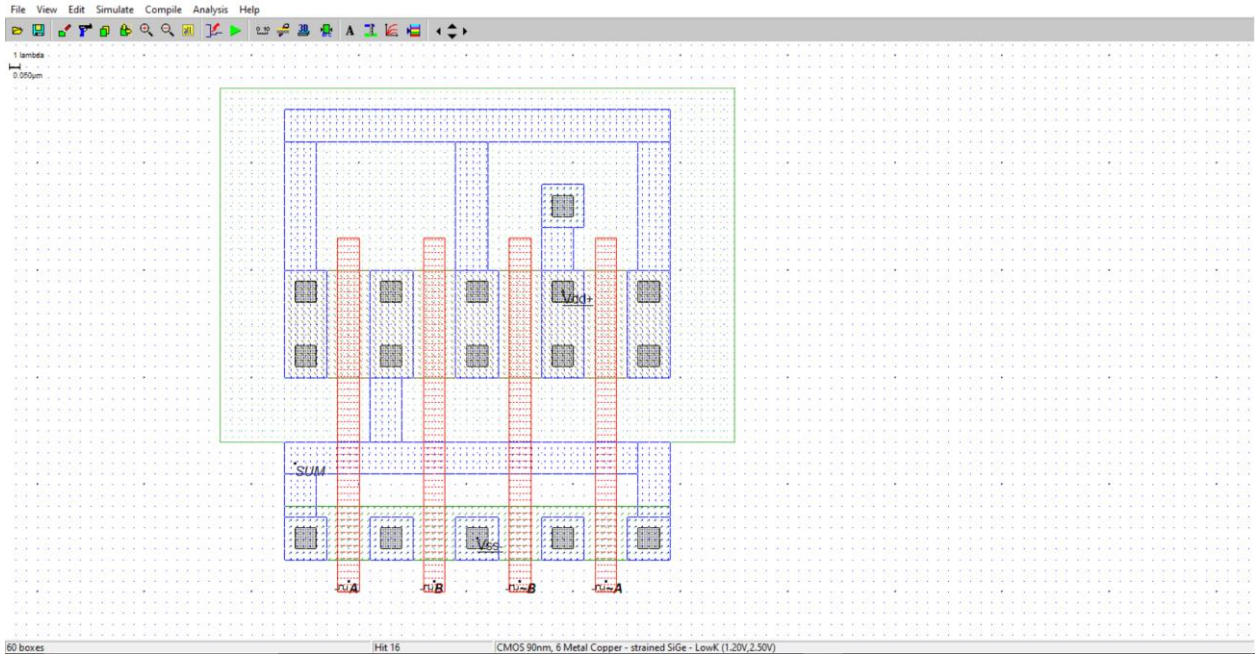 File View Edit Simulate Compile Analysis Help
1 lambda
0.050μm
Vdd+
SUM
Vss-
A B ~B ~A
60 boxes Hit 16 CMOS 90nm, 6 Metal Copper - strained SiGe - LowK (1.20V,2.50V)